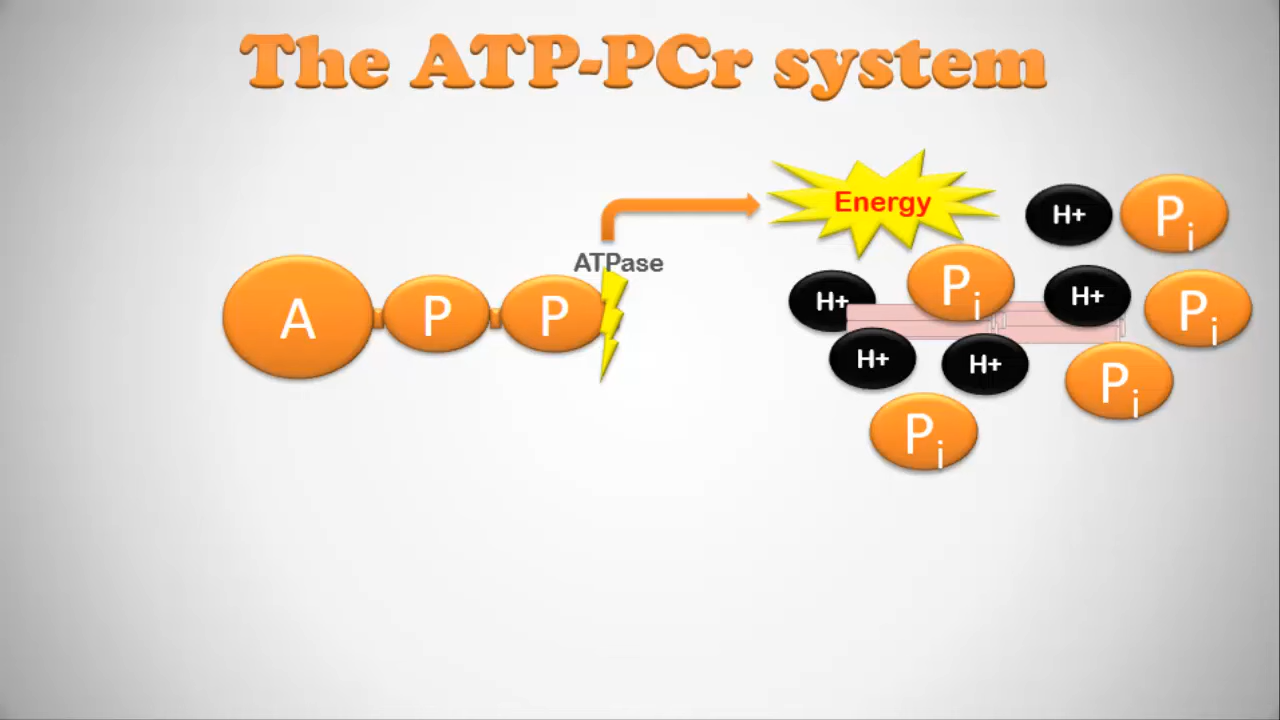 The ATP-PCr system
Energy
H+
Pi
ATPase
A
P
P
H+
Pi
H+
Pi
H+
H+
Pi
Pi